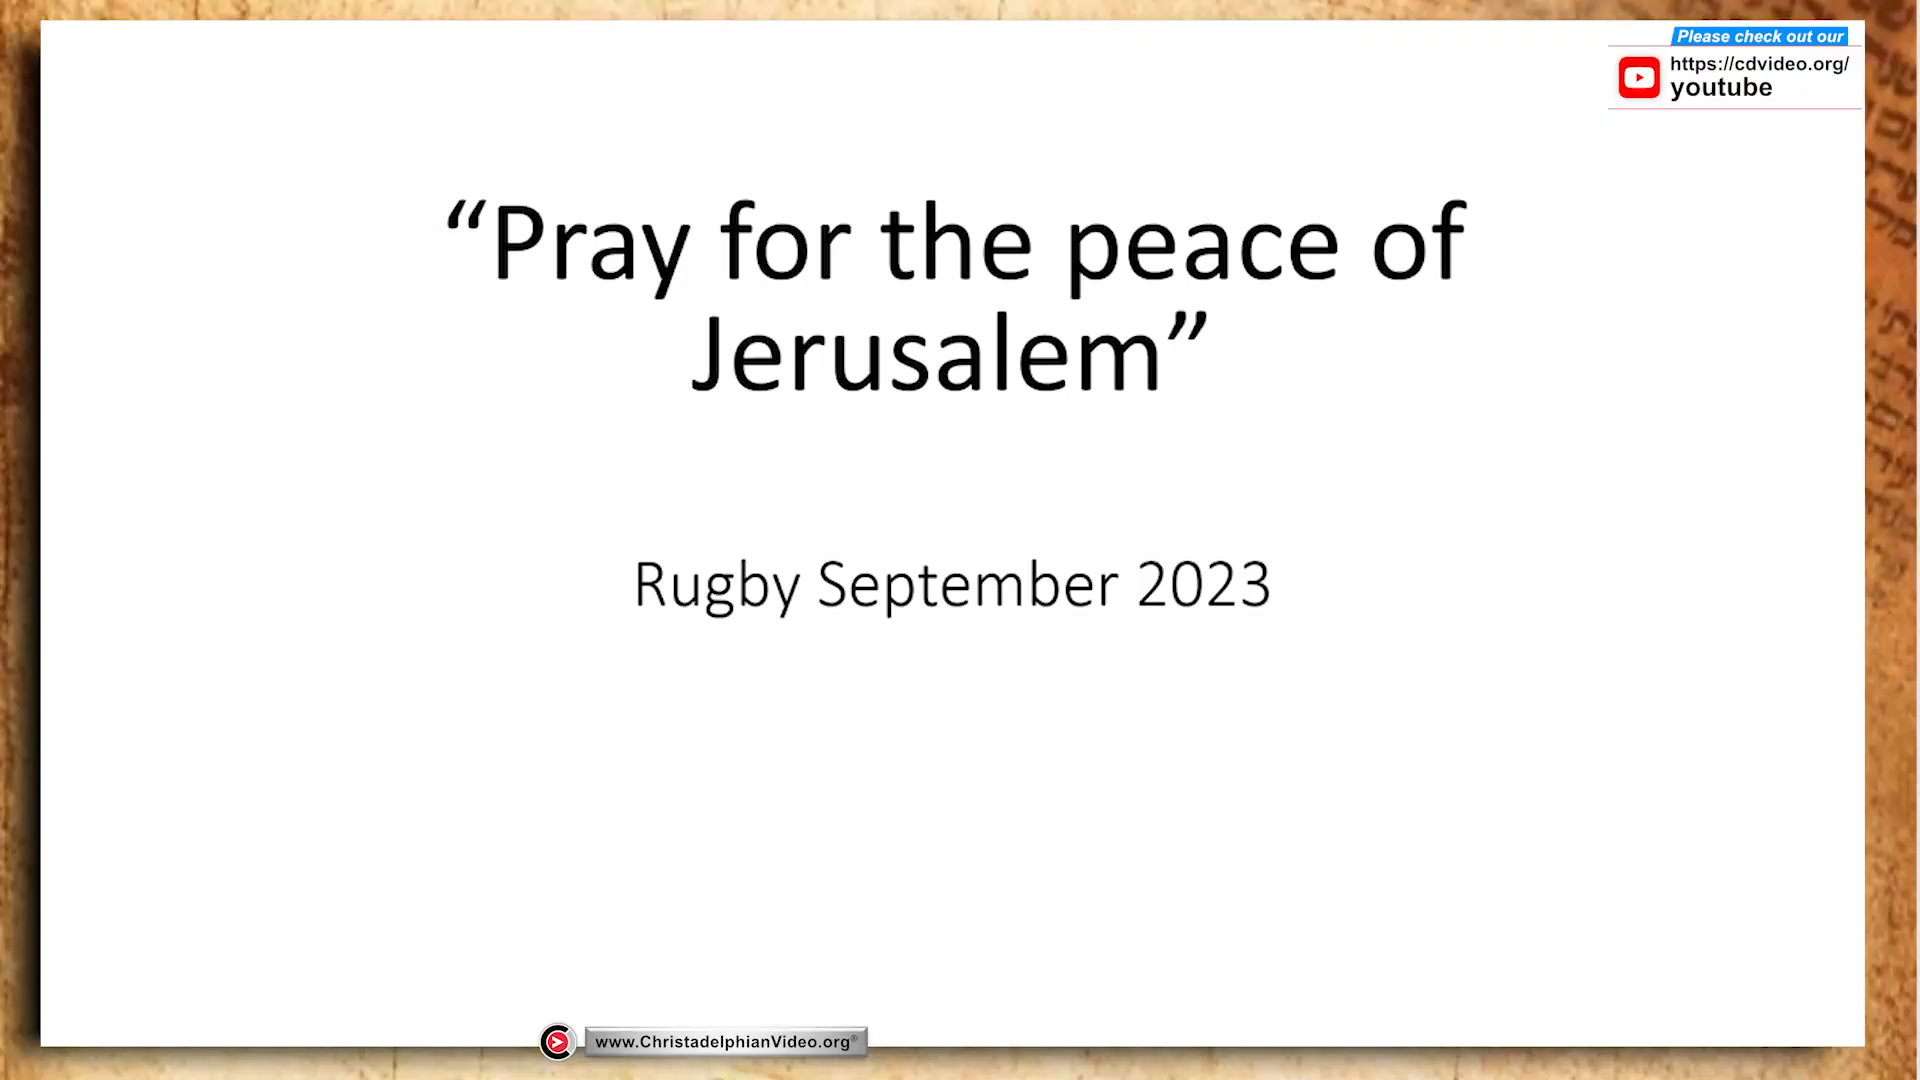 Please check out our
https://cdvideo.org/
youtube
“Pray for the peace of
Jerusalem”
Rugby September 2023
www.ChristadelphianVideo.org®